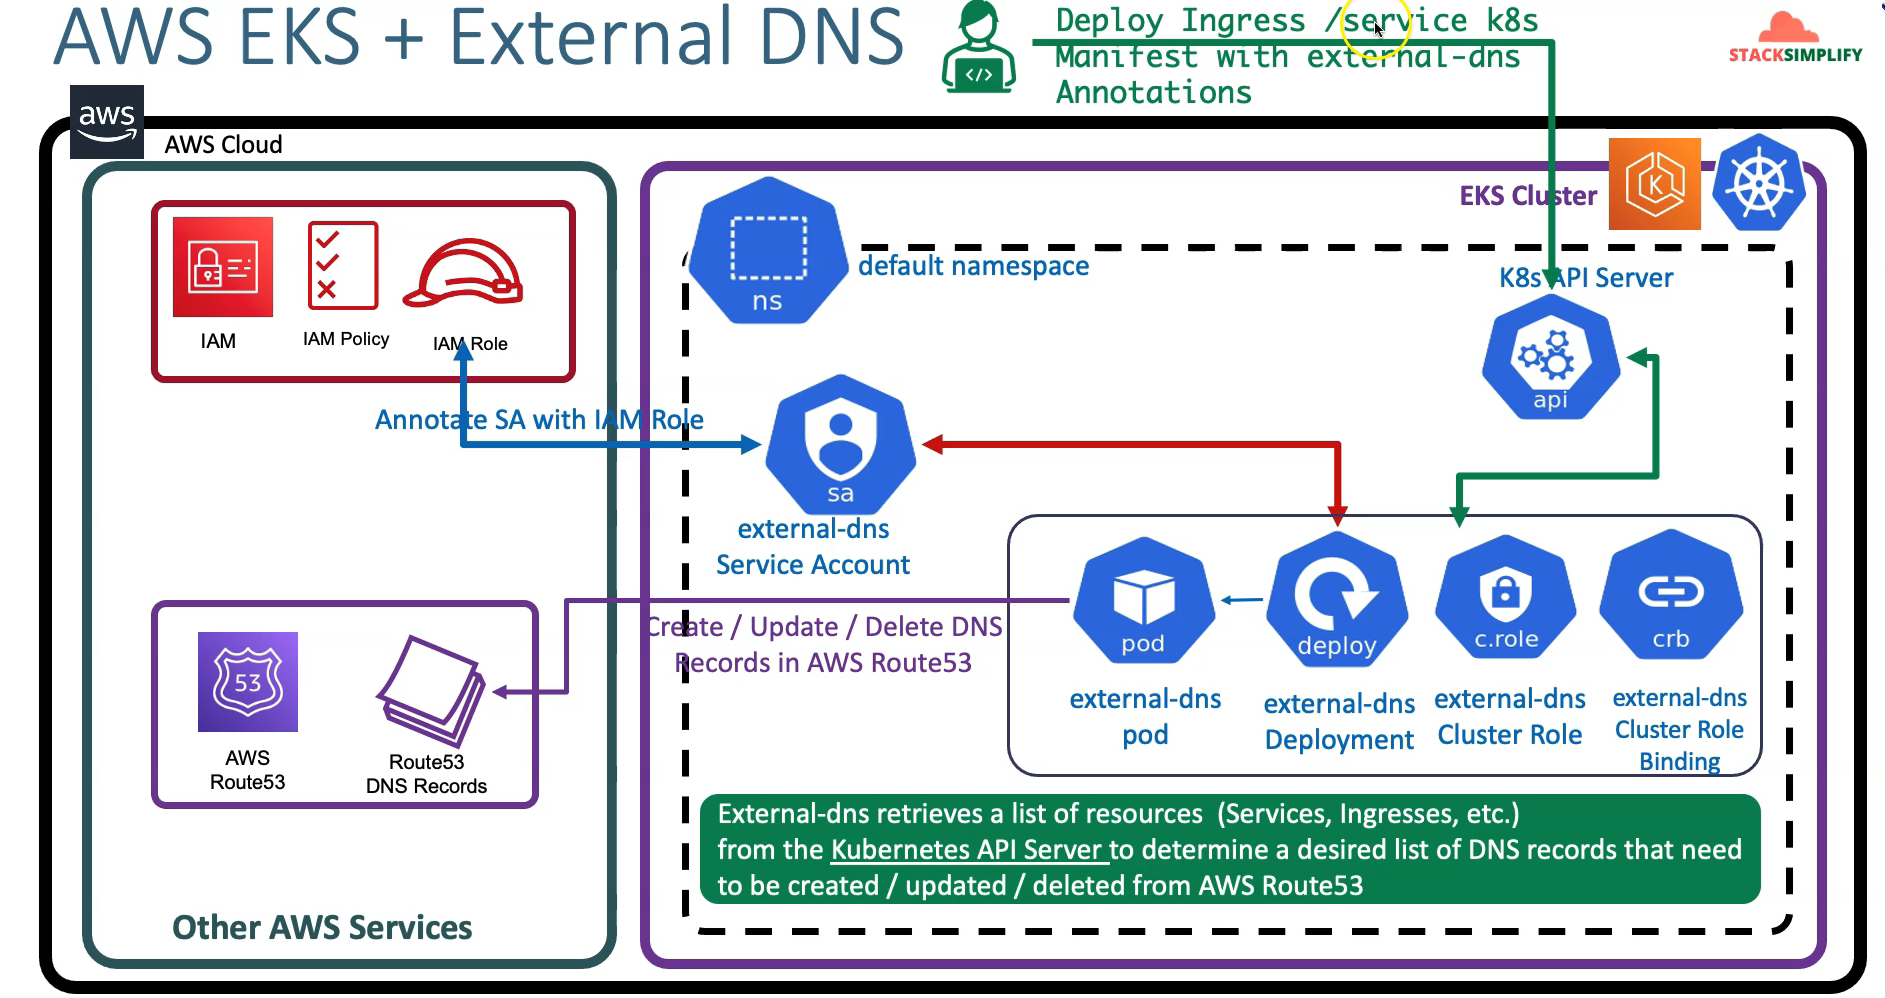 AWS EKS + External DNS
Deploy Ingress /service k8s
Manifest with external-dns
Annotations
STACKSIMPLIFY
aws
AWS Cloud
EKS Cluster
K
IAM
IAM Policy
IAM Role
ns
default namespace
K8s API Server
api
Annotate SA with IAM Role
sa
external-dns
Service Account
Create / Update / Delete DNS
Records in AWS Route53
pod
external-dns
pod
deploy
external-dns
Deployment
c.role
external-dns
Cluster Role
crb
external-dns
Cluster Role
Binding
53
AWS
Route53
Route53
DNS Records
External-dns retrieves a list of resources (Services, Ingresses, etc.)
from the Kubernetes API Server to determine a desired list of DNS records that need
to be created / updated / deleted from AWS Route53
Other AWS Services